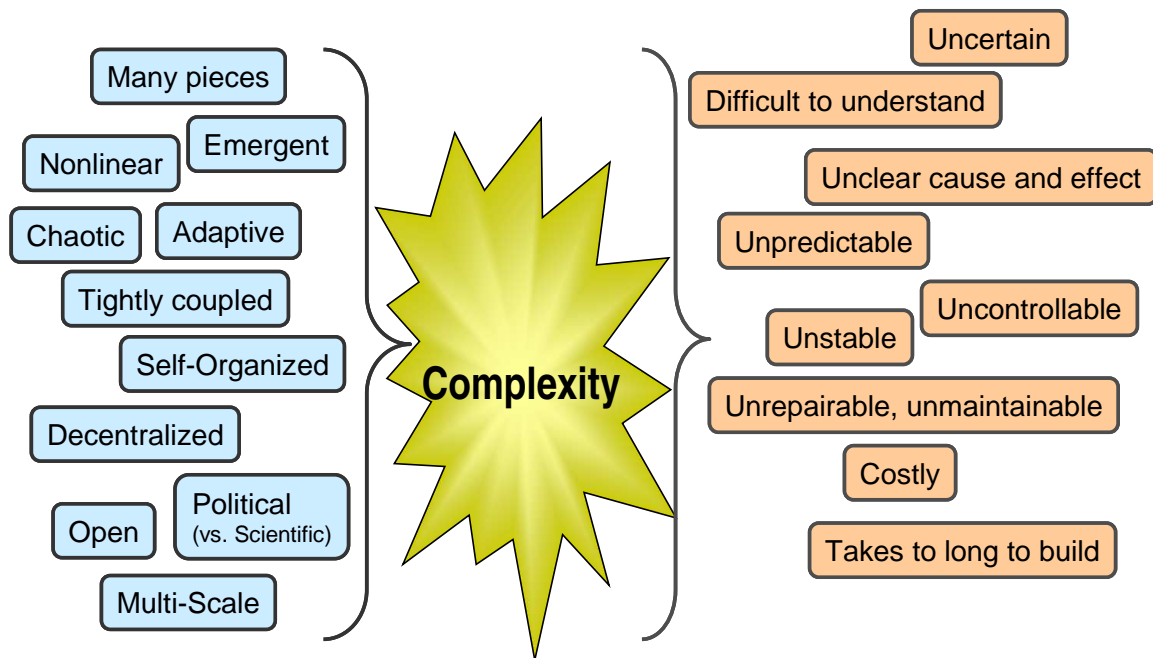 Many pieces
Emergent
Nonlinear
Chaotic
Adaptive
Tightly coupled
Self-Organized
Decentralized
Political
(vs. Scientific)
Open
Multi-Scale
Complexity
Uncertain
Difficult to understand
Unclear cause and effect
Unpredictable
Uncontrollable
Unstable
Unrepairable, unmaintainable
Costly
Takes to long to build